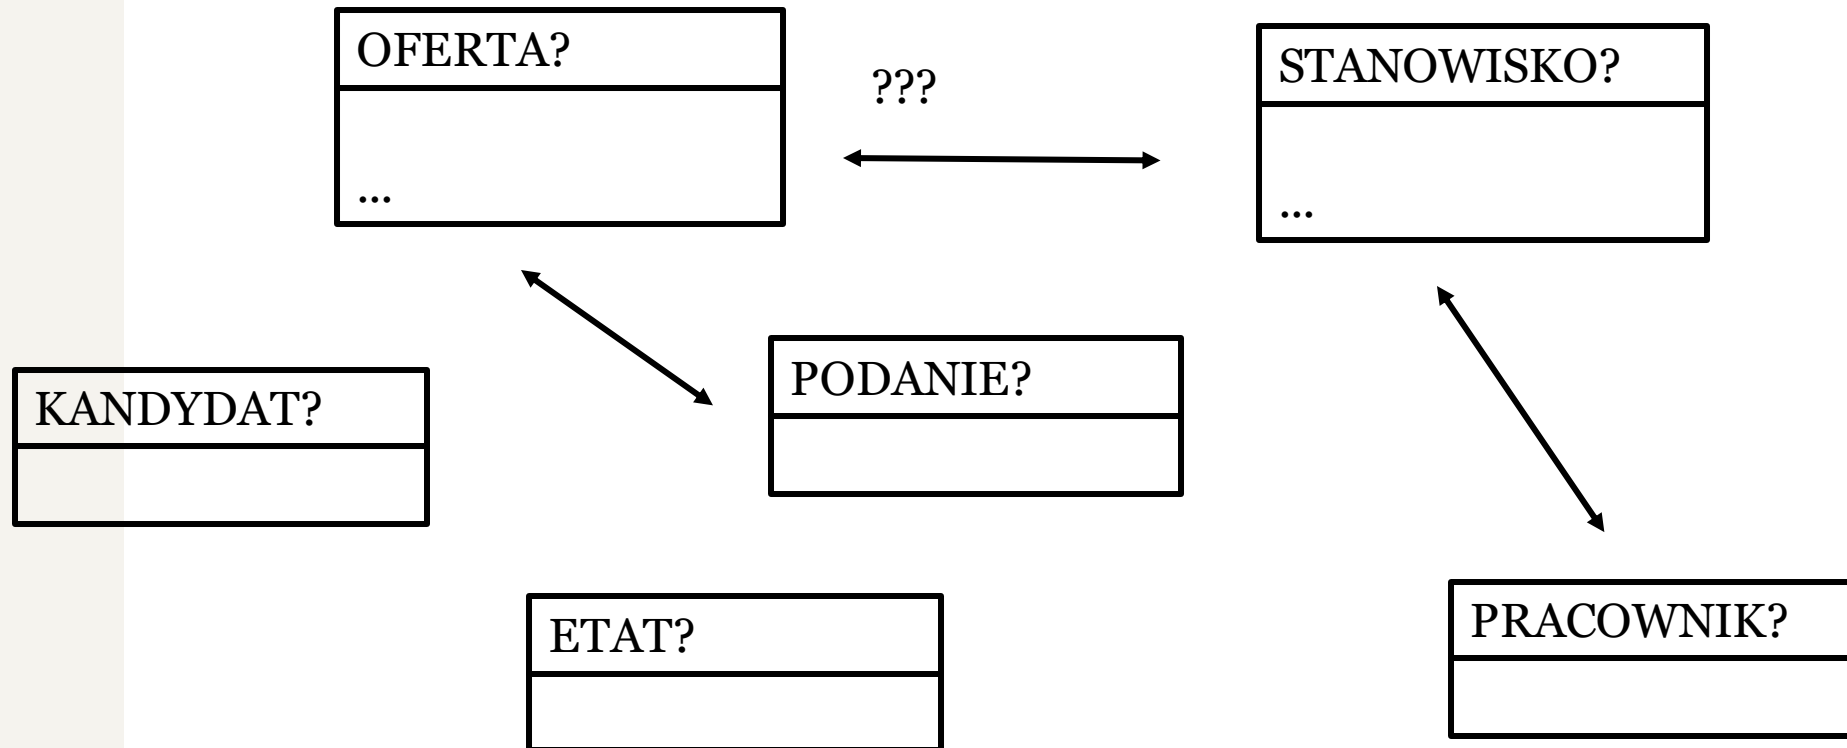 OFERTA?
...
???
STANOWISKO?
...
KANDYDAT?
PODANIE?
ETAT?
PRACOWNIK?